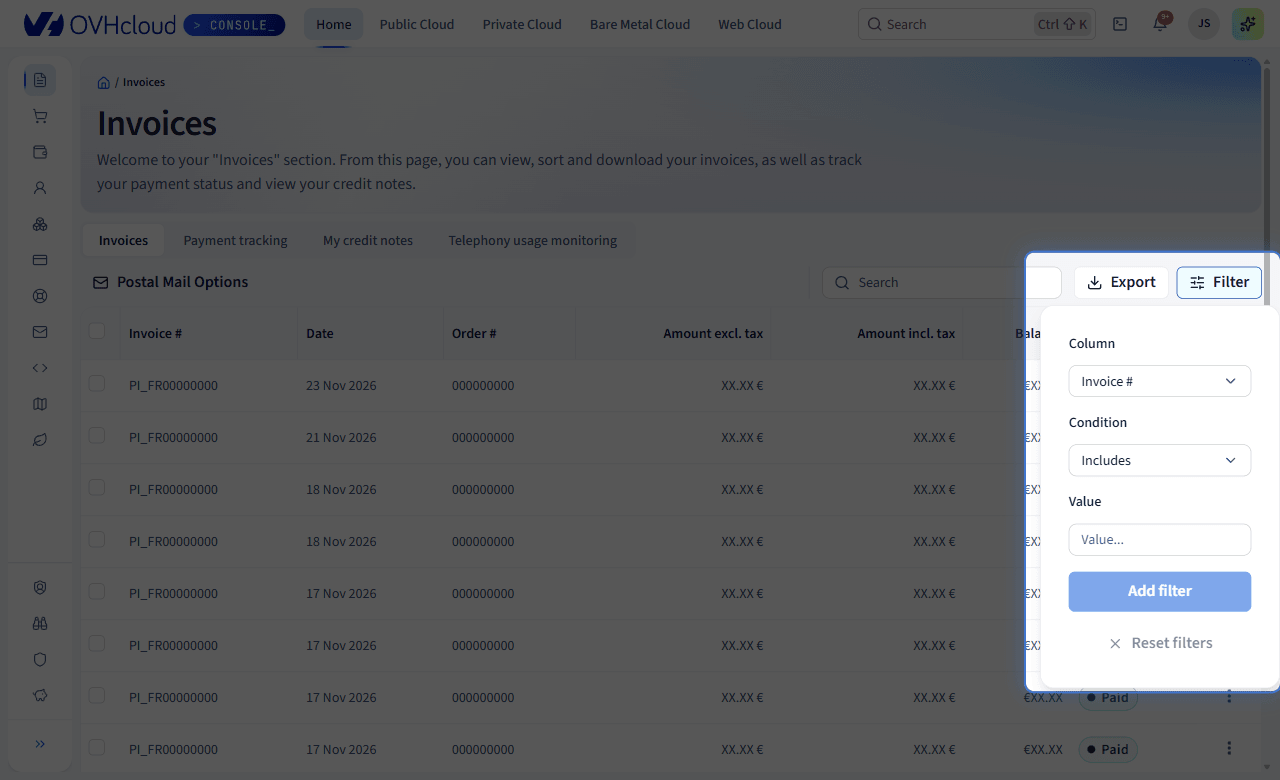 OVHcloud > CONSOLE_ Home Public Cloud Private Cloud Bare Metal Cloud Web Cloud Search Ctrl K 9+ JS
/ Invoices
Invoices
Welcome to your "Invoices" section. From this page, you can view, sort and download your invoices, as well as track
your payment status and view your credit notes.
Invoices Payment tracking My credit notes Telephony usage monitoring
Postal Mail Options Search Export Filter
Invoice # Date Order # Amount excl. tax Amount incl. tax
PI_FR00000000 23 Nov 2026 000000000 XX.XX € XX.XX €
PI_FR00000000 21 Nov 2026 000000000 XX.XX € XX.XX €
PI_FR00000000 18 Nov 2026 000000000 XX.XX € XX.XX €
PI_FR00000000 18 Nov 2026 000000000 XX.XX € XX.XX €
PI_FR00000000 17 Nov 2026 000000000 XX.XX € XX.XX €
PI_FR00000000 17 Nov 2026 000000000 XX.XX € XX.XX €
PI_FR00000000 17 Nov 2026 000000000 XX.XX € XX.XX € €XX.XX Paid
PI_FR00000000 17 Nov 2026 000000000 XX.XX € XX.XX € €XX.XX Paid
Column
Invoice #
Condition
Includes
Value
Value...
Add filter
Reset filters